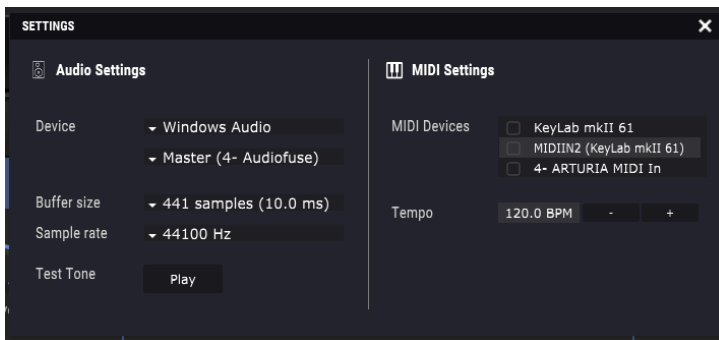 SETTINGS
Audio Settings
Device
Windows Audio
Master (4- Audiofuse)
Buffer size
441 samples (10.0 ms)
Sample rate
44100 Hz
Test Tone
Play
MIDI Settings
MIDI Devices
KeyLab mkII 61
MIDIIN2 (KeyLab mkII 61)
4- ARTURIA MIDI In
Tempo
120.0 BPM - +